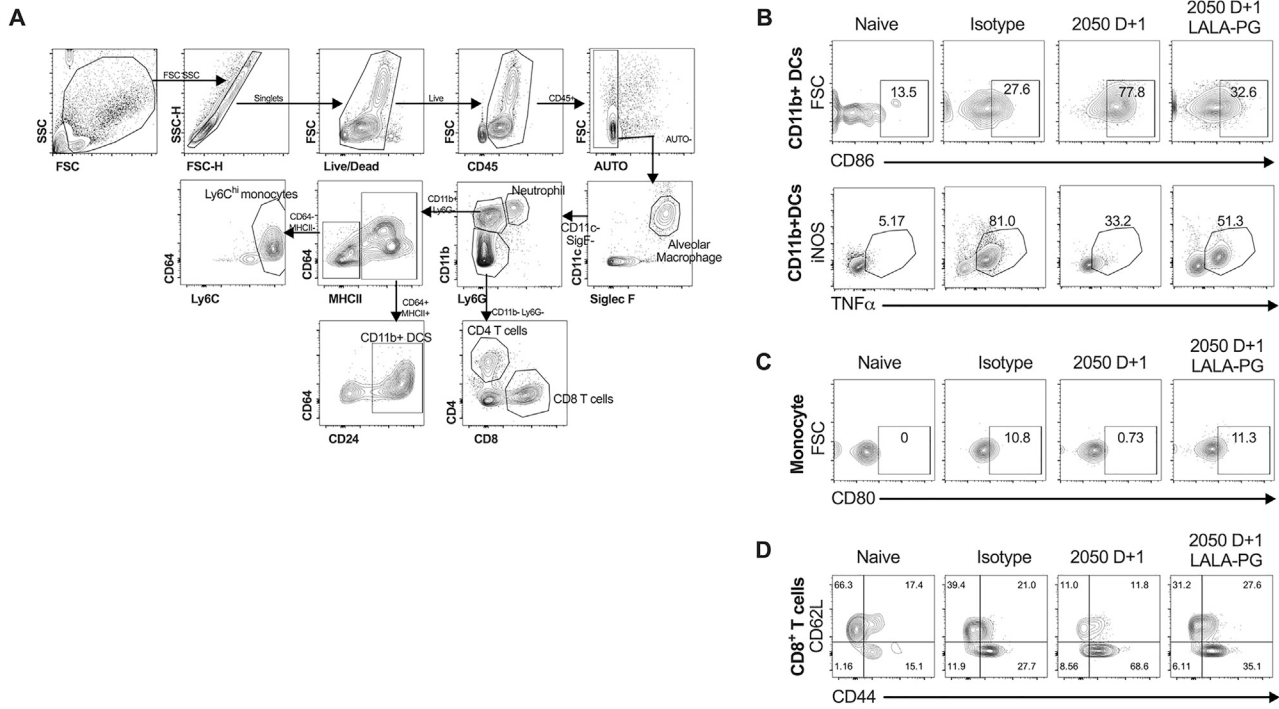 A
SSC
FSC
FSC SSC
SSC-H
FSC-H
Singlets
FSC
Live/Dead
Live
FSC
CD45
CD45+
FSC
AUTO
AUTO-
Ly6Chi monocytes
CD64
Ly6C
CD64-
MHCII-
CD64
MHCII
CD11b+
Ly6G-
Neutrophil
CD11b
Ly6G
CD11c-
SigF-
CD11c
Siglec F
Alveolar
Macrophage
CD64+
MHCII+
CD11b+ DCS
CD64
CD24
CD11b- Ly6G-
CD4 T cells
CD8 T cells
CD4
CD8
B
Naive
Isotype
2050 D+1
2050 D+1
LALA-PG
CD11b+ DCs
FSC
13.5
27.6
77.8
32.6
CD86
CD11b+DCs
iNOS
5.17
81.0
33.2
51.3
TNFα
C
Naive
Isotype
2050 D+1
2050 D+1
LALA-PG
Monocyte
FSC
0
10.8
0.73
11.3
CD80
D
Naive
Isotype
2050 D+1
2050 D+1
LALA-PG
CD8+ T cells
CD62L
66.3 17.4
39.4 21.0
11.0 11.8
31.2 27.6
1.16 15.1
11.9 27.7
8.56 68.6
6.11 35.1
CD44